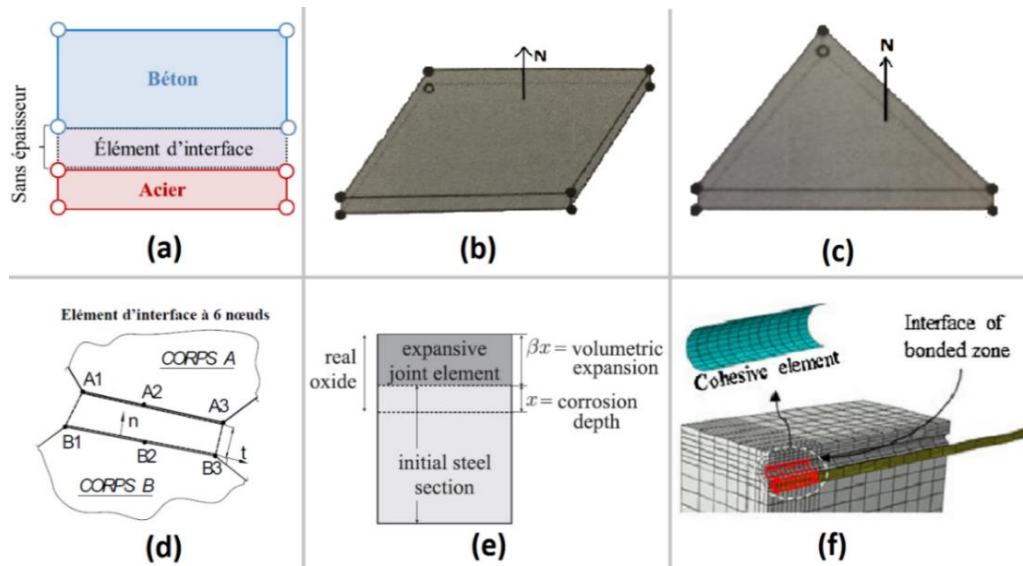 Sans épaisseur
Béton
Élément d'interface
Acier
(a)
N
(b)
N
(c)
Elément d'interface à 6 nœuds
CORPS A
A1
A2
A3
n
B1
B2
B3
t
CORPS B
(d)
real
oxide
expansive
joint element
βx= volumetric
expansion
x= corrosion
depth
initial steel
section
(e)
Interface of
bonded zone
Cohesive element
(f)